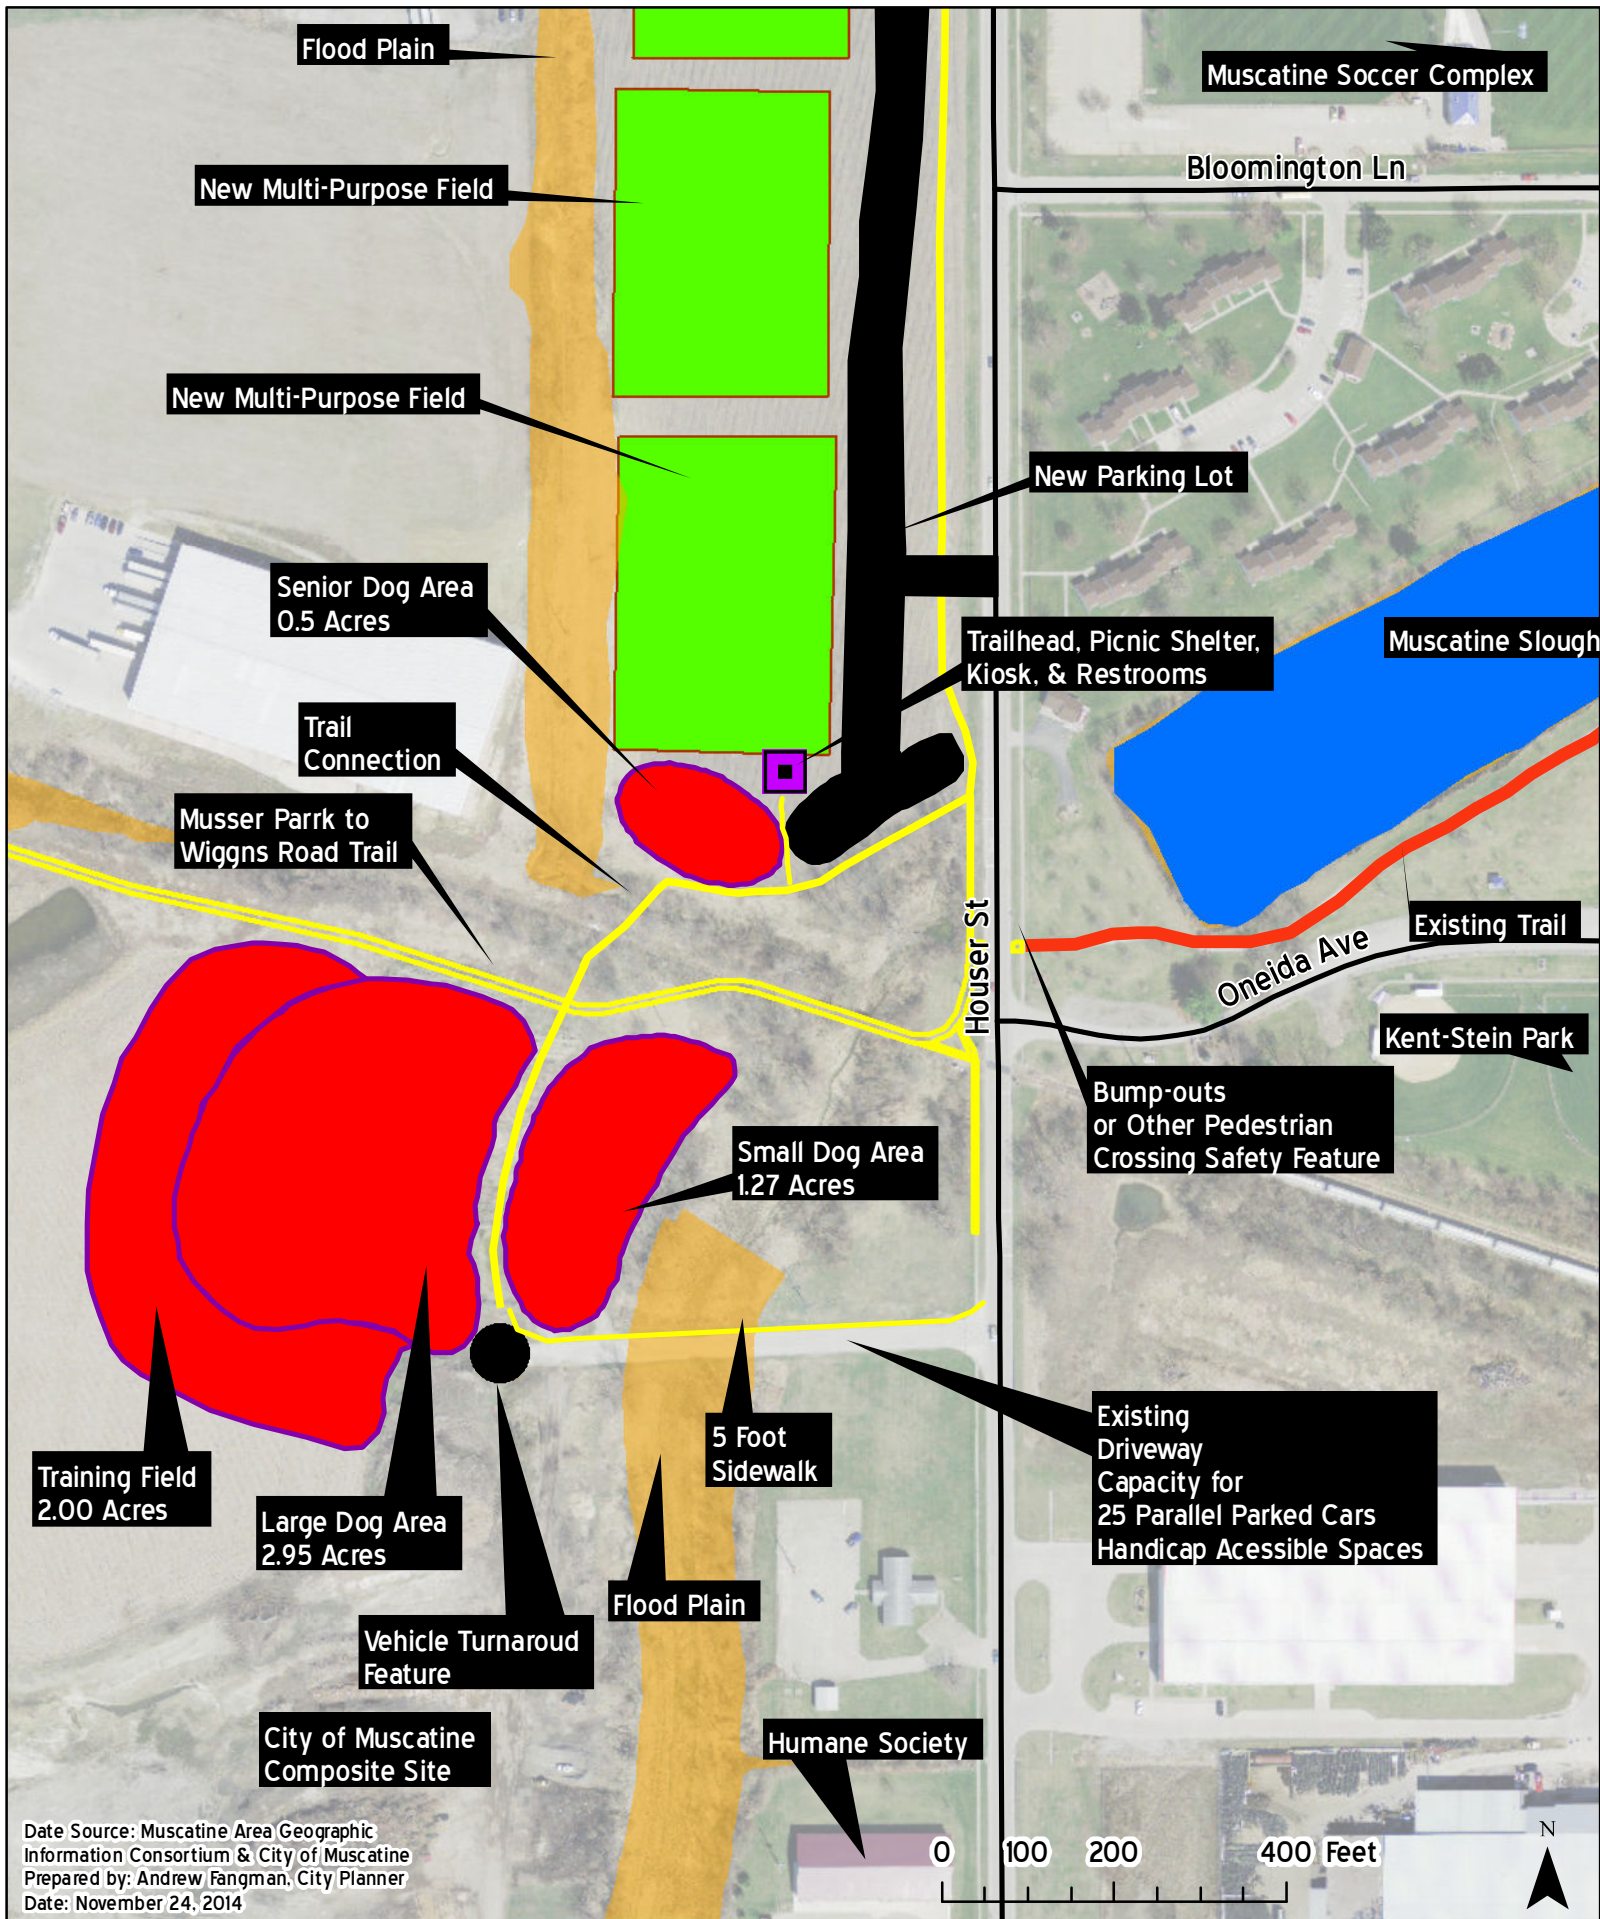 Flood Plain
Muscatine Soccer Complex
Bloomington Ln
New Multi-Purpose Field
New Multi-Purpose Field
New Parking Lot
Senior Dog Area
0.5 Acres
Trailhead, Picnic Shelter,
Kiosk, & Restrooms
Muscatine Slough
Trail
Connection
Musser Parrk to
Wiggns Road Trail
Houser St
Existing Trail
Oneida Ave
Kent-Stein Park
Bump-outs
or Other Pedestrian
Crossing Safety Feature
Small Dog Area
1.27 Acres
Existing
Driveway
Capacity for
25 Parallel Parked Cars
Handicap Acessible Spaces
5 Foot
Sidewalk
Training Field
2.00 Acres
Large Dog Area
2.95 Acres
Flood Plain
Vehicle Turnaroud
Feature
City of Muscatine
Composite Site
Humane Society
Date Source: Muscatine Area Geographic
Information Consortium & City of Muscatine
Prepared by: Andrew Fangman, City Planner
Date: November 24, 2014
0 100 200 400 Feet
N